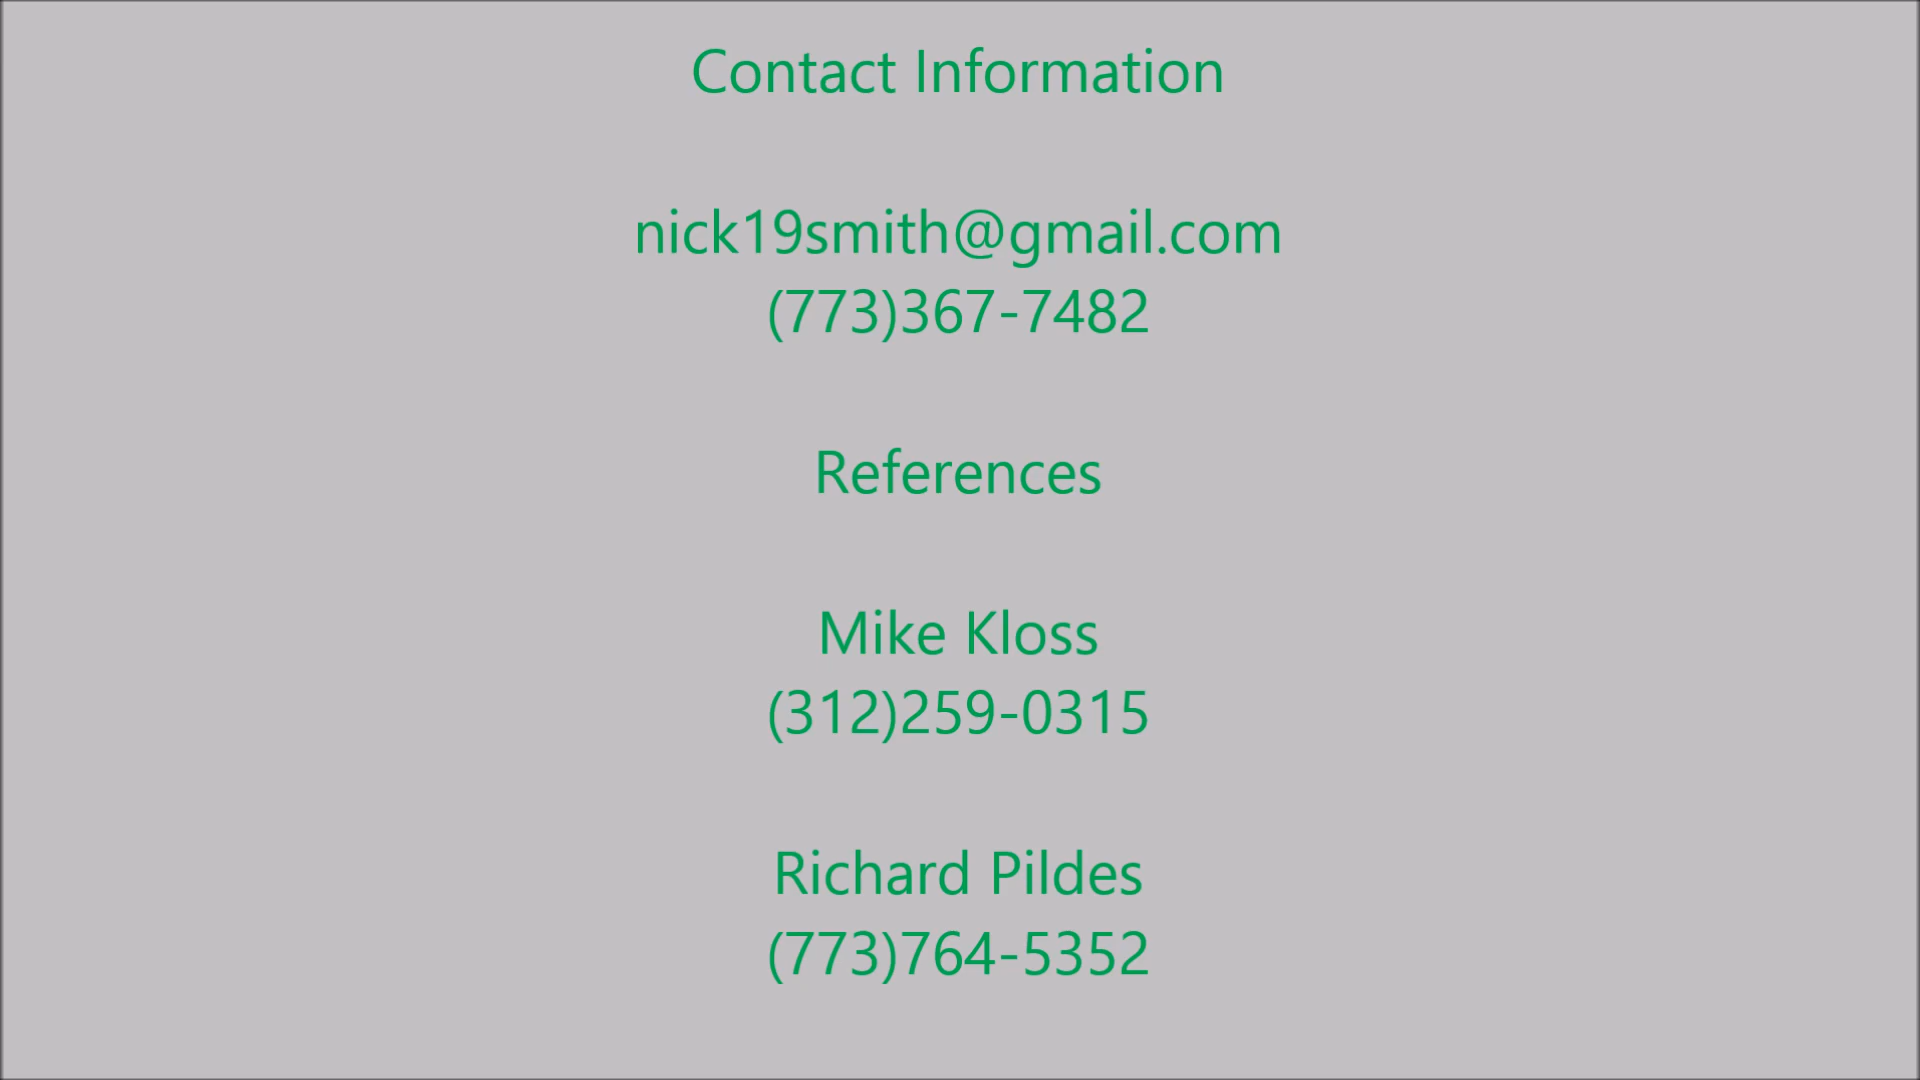 Contact Information
nick19smith@gmail.com
(773)367-7482
References
Mike Kloss
(312)259-0315
Richard Pildes
(773)764-5352